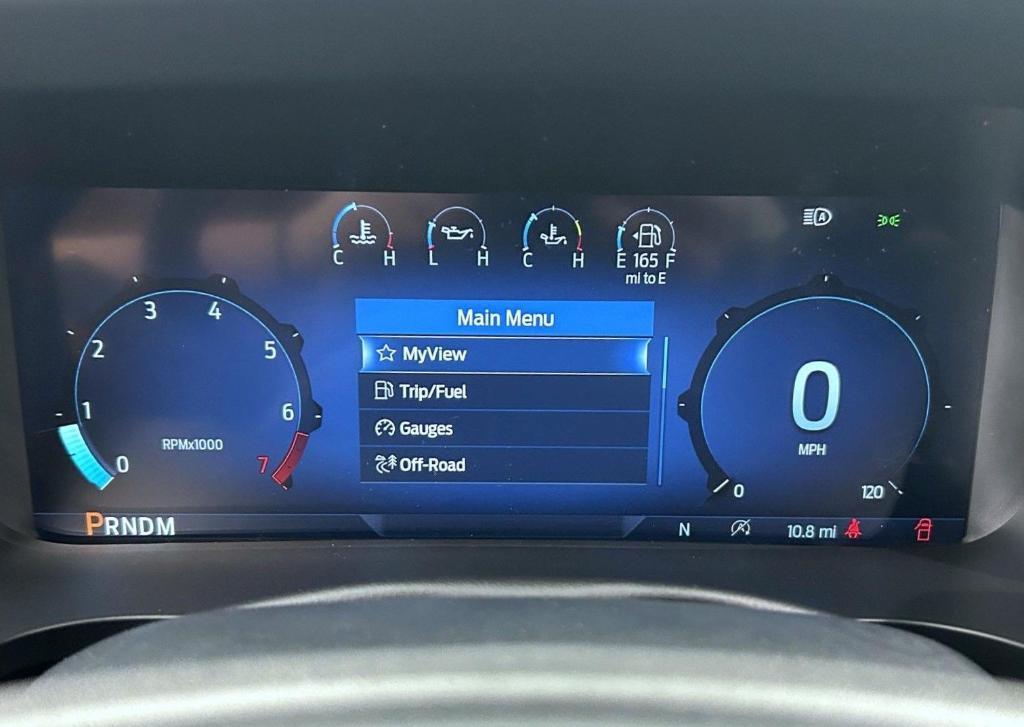 C H L H C H E 165 F
mi to E
A
Main Menu
MyView
Trip/Fuel
Gauges
Off-Road
3 4
2 5
1 6
0 7
RPMx1000
0
MPH
0 120
PRNDM
N A 10.8 mi